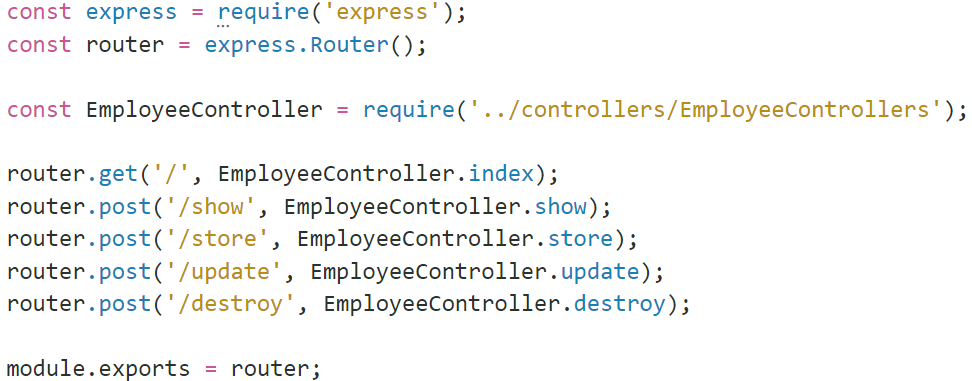 const express = require('express');
const router = express.Router();
const EmployeeController = require('../controllers/EmployeeControllers');
router.get('/', EmployeeController.index);
router.post('/show', EmployeeController.show);
router.post('/store', EmployeeController.store);
router.post('/update', EmployeeController.update);
router.post('/destroy', EmployeeController.destroy);
module.exports = router;